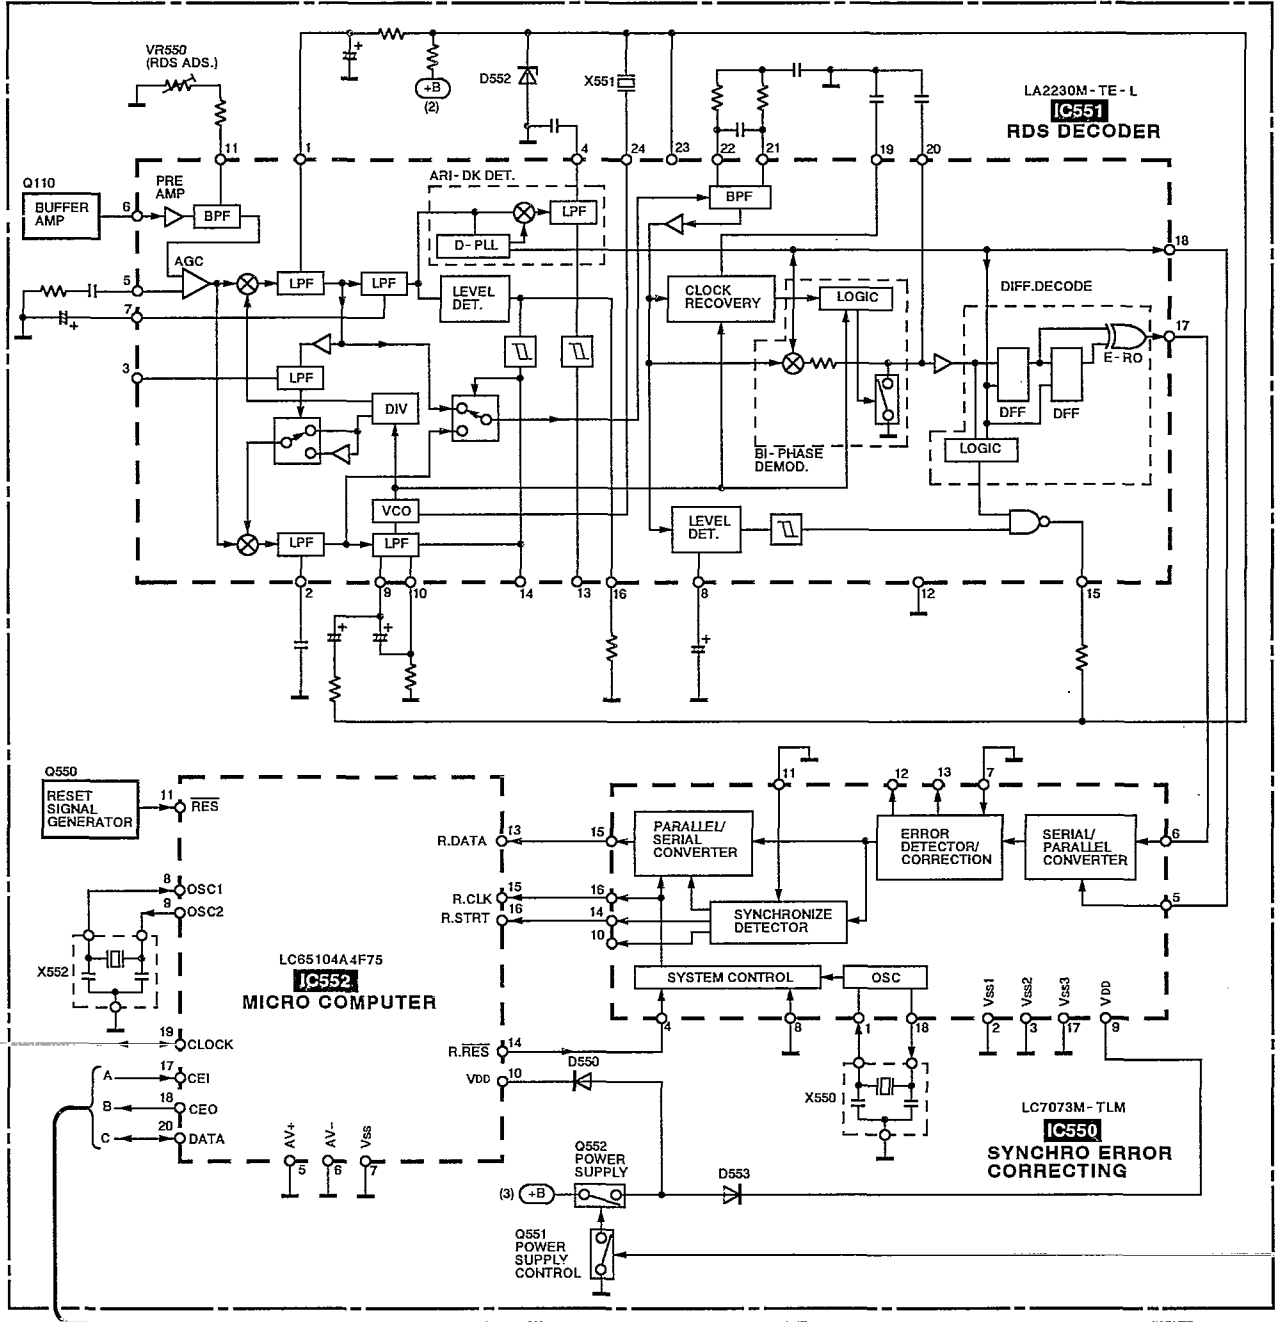 VR550
(RDS ADS.)
+B
(2)
D552
X551
LA2230M-TE-L
IC551
RDS DECODER
11
1
4
24
23
22
21
19
20
Q110
BUFFER
AMP
6
PRE
AMP
BPF
ARI-DK DET.
LPF
D-PLL
BPF
18
AGC
5
7
LPF
LPF
LEVEL
DET.
CLOCK
RECOVERY
LOGIC
DIFF.DECODE
17
E-RO
3
LPF
DIV
DFF
DFF
BI-PHASE
DEMOD.
LOGIC
VCO
LPF
LPF
LEVEL
DET.
2
9
10
14
13
16
8
12
15
+
+
+
+
+
Q550
RESET
SIGNAL
GENERATOR
11
RES
R.DATA
13
15
PARALLEL/
SERIAL
CONVERTER
11
12
13
7
ERROR
DETECTOR/
CORRECTION
SERIAL/
PARALLEL
CONVERTER
6
8
OSC1
9
OSC2
R.CLK
15
16
R.STRT
16
14
10
SYNCHRONIZE
DETECTOR
5
X552
LC65104A4F75
IC552
MICRO COMPUTER
SYSTEM CONTROL
OSC
Vss1
Vss2
Vss3
VDD
4
8
1
18
2
3
17
9
19
CLOCK
R.RES
14
D550
A
17
CEI
VDD
10
X550
B
18
CEO
C
20
DATA
AV+
AV-
Vss
5
6
7
LC7073M-TLM
IC550
SYNCHRO ERROR
CORRECTING
Q552
POWER
SUPPLY
(3)
+B
D553
Q551
POWER
SUPPLY
CONTROL